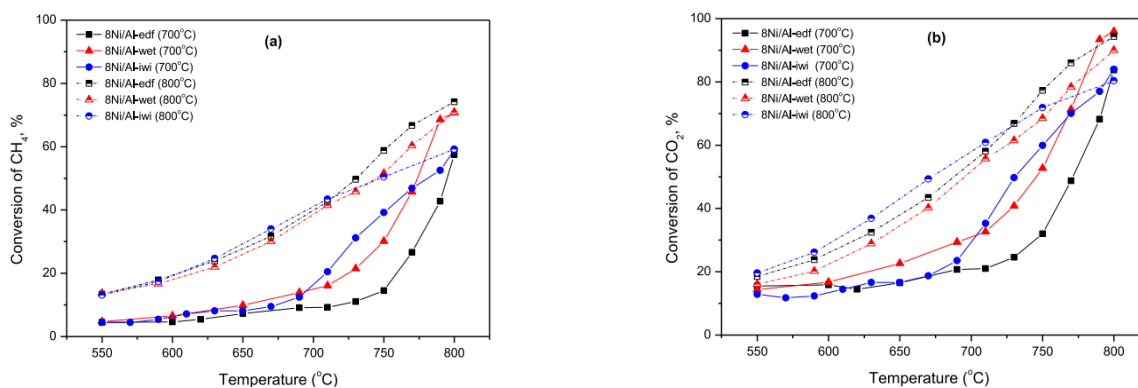 (a)
8Ni/Al-edf (700°C)
8Ni/Al-wet (700°C)
8Ni/Al-iwi (700°C)
8Ni/Al-edf (800°C)
8Ni/Al-wet (800°C)
8Ni/Al-iwi (800°C)
Conversion of CH₄, %
100
80
60
40
20
0
550 600 650 700 750 800
Temperature (°C)
(b)
8Ni/Al-edf (700°C)
8Ni/Al-wet (700°C)
8Ni/Al-iwi (700°C)
8Ni/Al-edf (800°C)
8Ni/Al-wet (800°C)
8Ni/Al-iwi (800°C)
Conversion of CO₂, %
100
80
60
40
20
0
550 600 650 700 750 800
Temperature (°C)